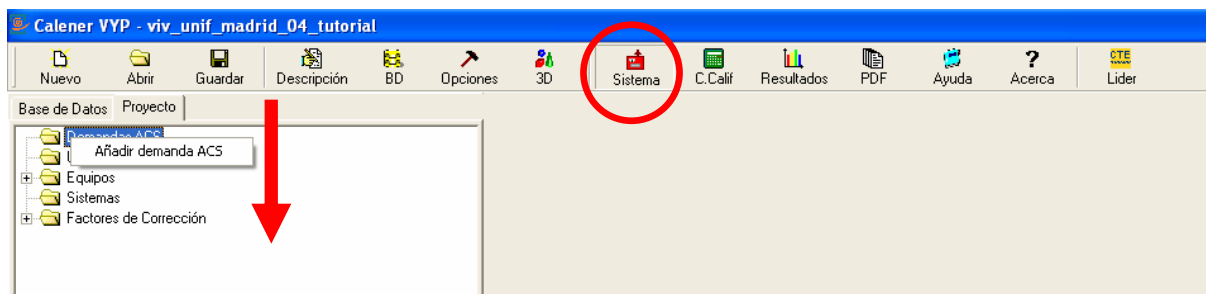 Calener VYP - viv_unif_madrid_04_tutorial
Nuevo Abrir Guardar Descripción BD Opciones 3D Sistema C.Calif Resultados PDF Ayuda ? Acerca CTE Lider
Base de Datos Proyecto
Demandas ACS
Añadir demanda ACS
Equipos
Sistemas
Factores de Corrección